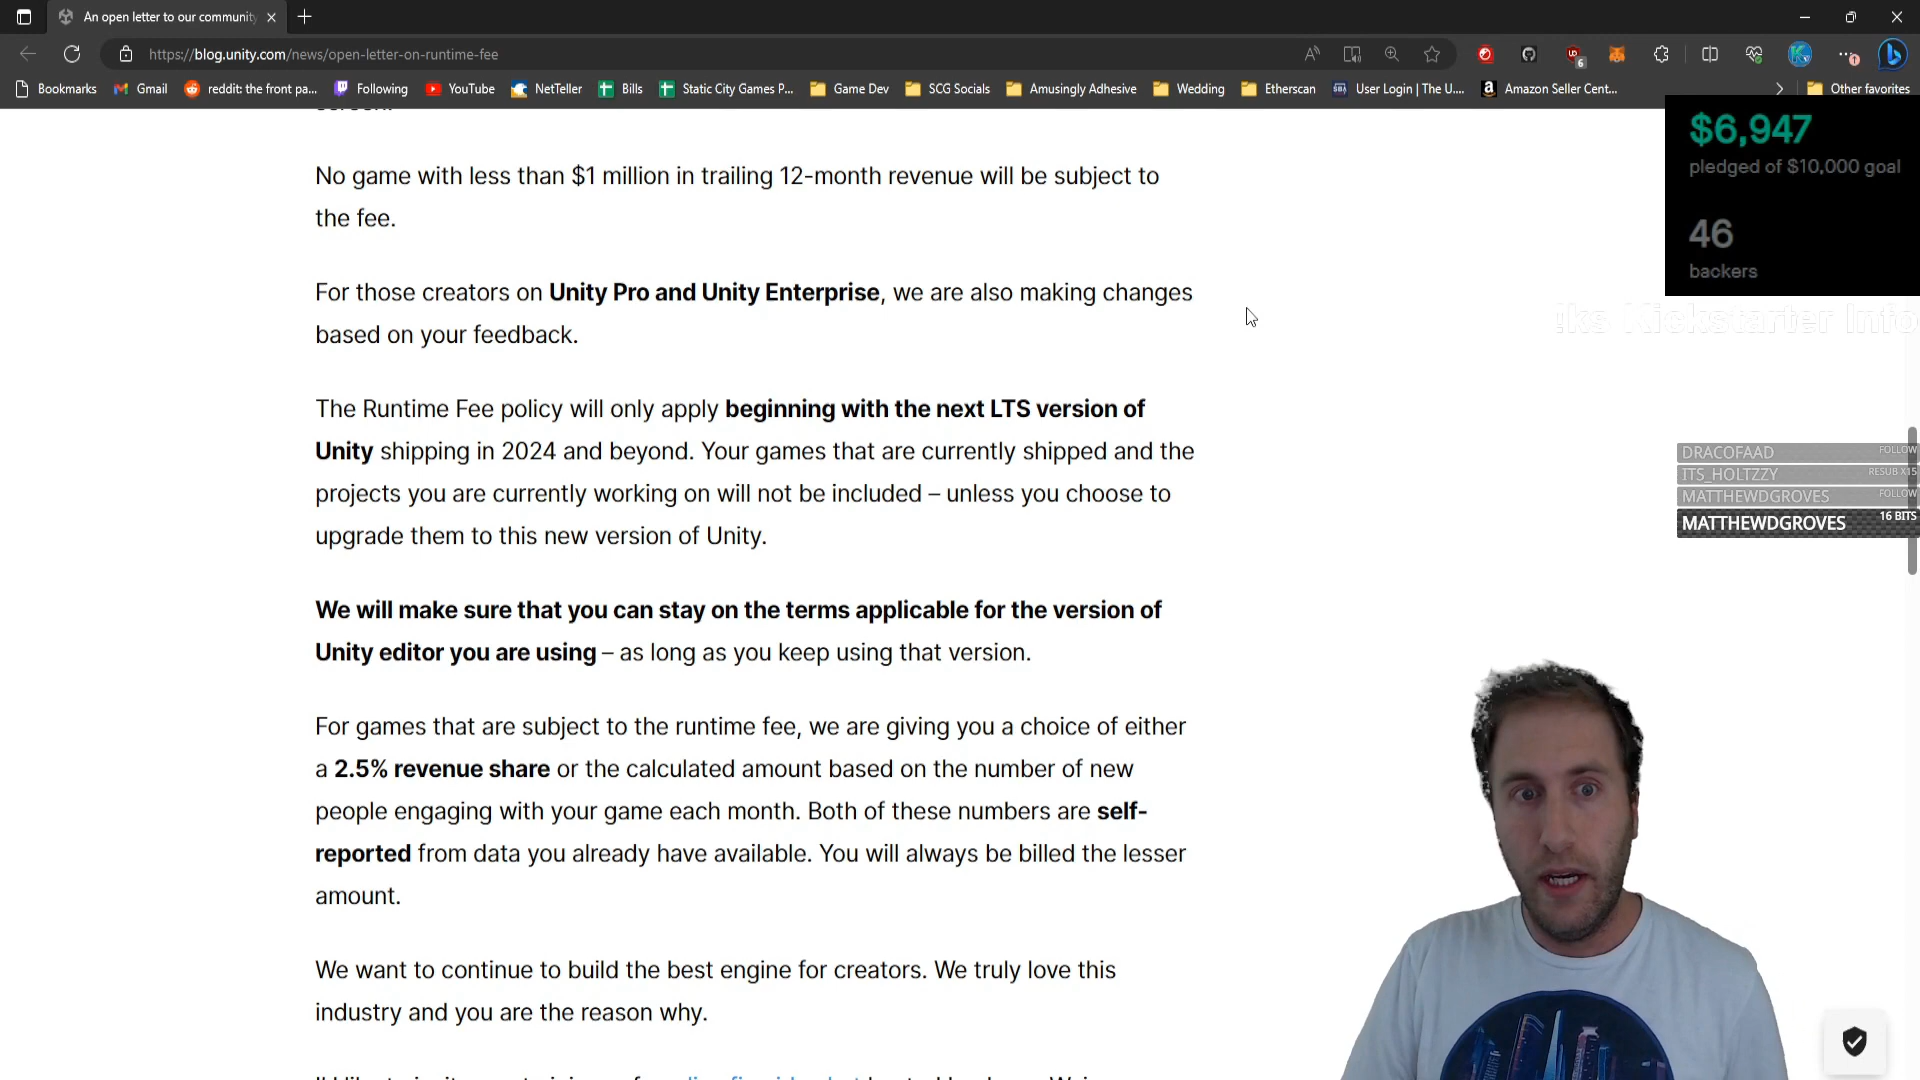 An open letter to our community
https://blog.unity.com/news/open-letter-on-runtime-fee
6
1
Bookmarks
Gmail
reddit: the front pa...
Following
YouTube
NetTeller
Bills
Static City Games P...
Game Dev
SCG Socials
Amusingly Adhesive
Wedding
Etherscan
User Login | The U....
Amazon Seller Cent...
Other favorites
No game with less than $1 million in trailing 12-month revenue will be subject to
the fee.
For those creators on Unity Pro and Unity Enterprise, we are also making changes
based on your feedback.
The Runtime Fee policy will only apply beginning with the next LTS version of
Unity shipping in 2024 and beyond. Your games that are currently shipped and the
projects you are currently working on will not be included – unless you choose to
upgrade them to this new version of Unity.
We will make sure that you can stay on the terms applicable for the version of
Unity editor you are using – as long as you keep using that version.
For games that are subject to the runtime fee, we are giving you a choice of either
a 2.5% revenue share or the calculated amount based on the number of new
people engaging with your game each month. Both of these numbers are self-
reported from data you already have available. You will always be billed the lesser
amount.
We want to continue to build the best engine for creators. We truly love this
industry and you are the reason why.
$6,947
pledged of $10,000 goal
46
backers
!ks Kickstarter Info
DRACOFAAD FOLLOW
ITS_HOLTZZY RESUB X15
MATTHEWDGROVES FOLLOW
MATTHEWDGROVES 16 BITS